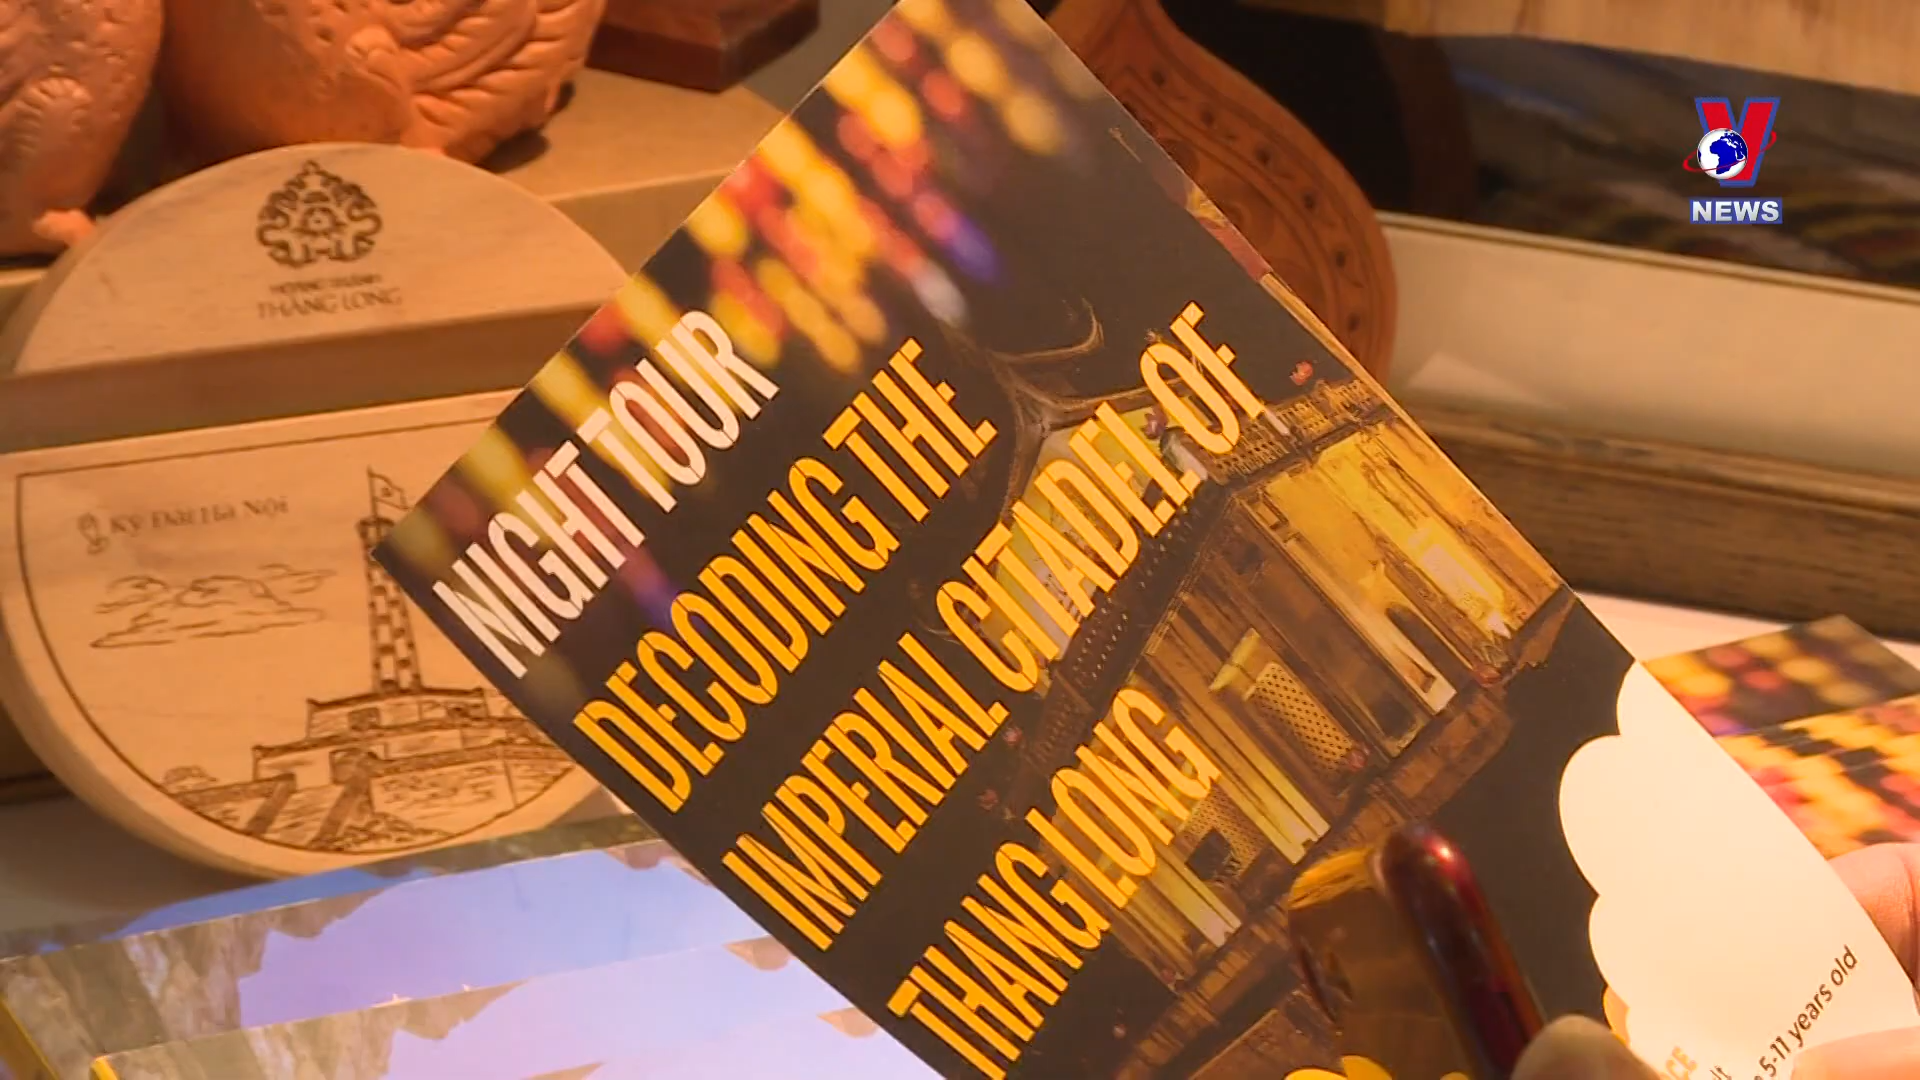 NEWS
HOÀNG THÀNH
THĂNG LONG
Kỳ Đài Hà Nội
NIGHT TOUR
DECODING THE
IMPERIAL CITADEL OF
THANG LONG
5-11 years old